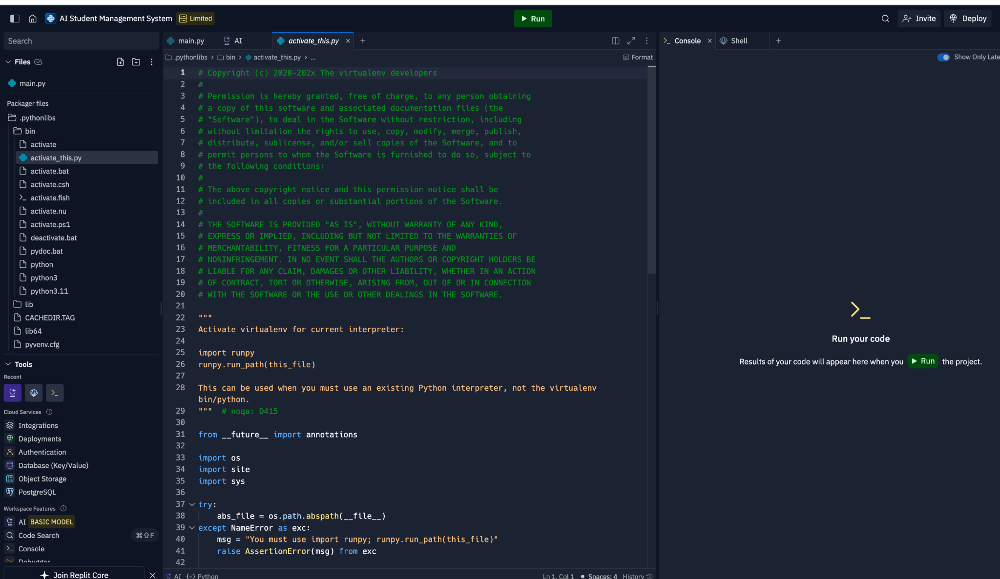 AI Student Management System
Limited
Run
Invite
Deploy
Search
Files
main.py
Packager files
.pythonlibs
bin
activate
activate_this.py
activate.bat
activate.csh
>_ activate.fish
activate.nu
activate.ps1
deactivate.bat
pydoc.bat
python
python3
python3.11
lib
CACHEDIR.TAG
lib64
pyvenv.cfg
Tools
Recent
>_
Cloud Services
Integrations
Deployments
Authentication
Database (Key/Value)
Object Storage
PostgreSQL
Workspace Features
AI BASIC MODEL
Code Search ⌘⇧F
>_ Console
Debugger
Join Replit Core
main.py
AI
activate_this.py
.pythonlibs > bin > activate_this.py > ...
Format
1 # Copyright (c) 2020-202x The virtualenv developers
2 #
3 # Permission is hereby granted, free of charge, to any person obtaining
4 # a copy of this software and associated documentation files (the
5 # "Software"), to deal in the Software without restriction, including
6 # without limitation the rights to use, copy, modify, merge, publish,
7 # distribute, sublicense, and/or sell copies of the Software, and to
8 # permit persons to whom the Software is furnished to do so, subject to
9 # the following conditions:
10 #
11 # The above copyright notice and this permission notice shall be
12 # included in all copies or substantial portions of the Software.
13 #
14 # THE SOFTWARE IS PROVIDED "AS IS", WITHOUT WARRANTY OF ANY KIND,
15 # EXPRESS OR IMPLIED, INCLUDING BUT NOT LIMITED TO THE WARRANTIES OF
16 # MERCHANTABILITY, FITNESS FOR A PARTICULAR PURPOSE AND
17 # NONINFRINGEMENT. IN NO EVENT SHALL THE AUTHORS OR COPYRIGHT HOLDERS BE
18 # LIABLE FOR ANY CLAIM, DAMAGES OR OTHER LIABILITY, WHETHER IN AN ACTION
19 # OF CONTRACT, TORT OR OTHERWISE, ARISING FROM, OUT OF OR IN CONNECTION
20 # WITH THE SOFTWARE OR THE USE OR OTHER DEALINGS IN THE SOFTWARE.
21
22 """
23 Activate virtualenv for current interpreter:
24
25 import runpy
26 runpy.run_path(this_file)
27
28 This can be used when you must use an existing Python interpreter, not the virtualenv
bin/python.
29 """  # noqa: D415
30
31 from __future__ import annotations
32
33 import os
34 import site
35 import sys
36
37 try:
38     abs_file = os.path.abspath(__file__)
39 except NameError as exc:
40     msg = "You must use import runpy; runpy.run_path(this_file)"
41     raise AssertionError(msg) from exc
42
AI
Python
Ln 1, Col 1
Spaces: 4
History
>_ Console
Shell
Show Only Late
>_
Run your code
Results of your code will appear here when you Run the project.